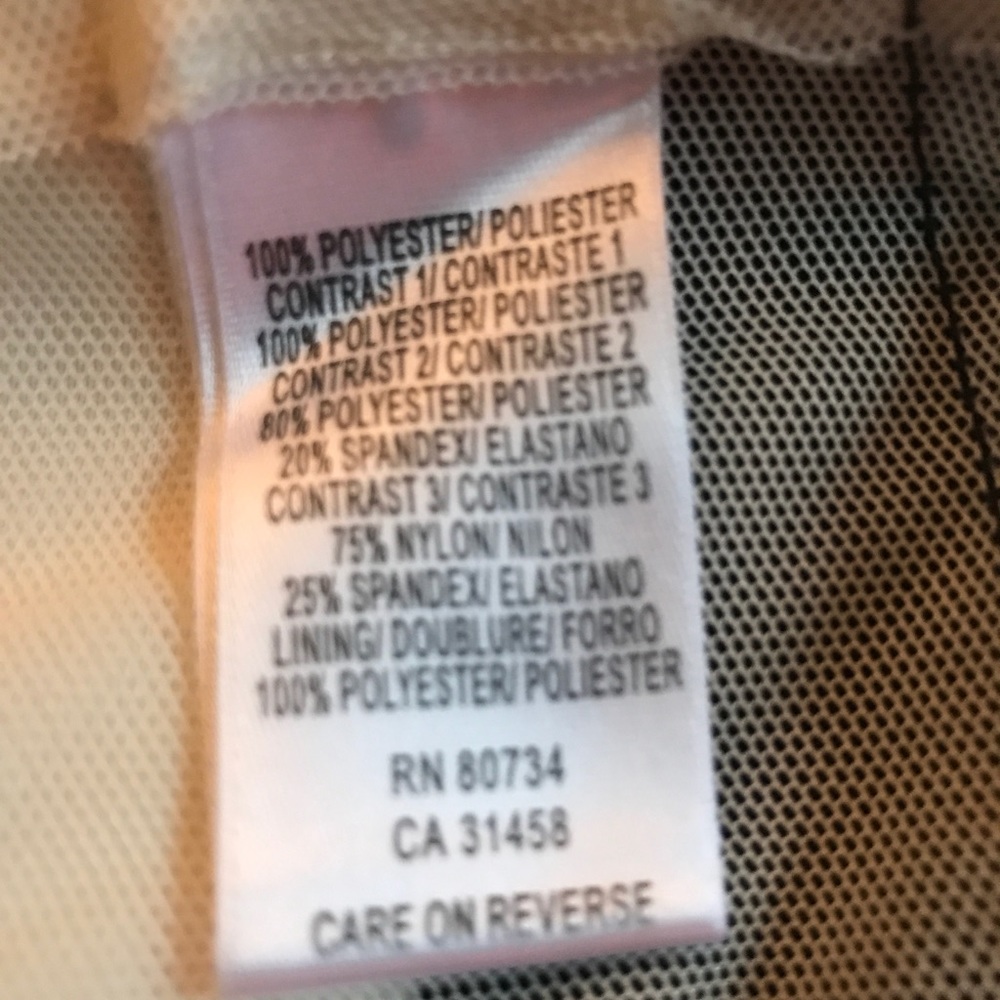 100% POLYESTER/ POLIESTER
CONTRAST 1/ CONTRASTE 1
100% POLYESTER/ POLIESTER
CONTRAST 2/ CONTRASTE 2
80% POLYESTER/ POLIESTER
20% SPANDEX/ ELASTANO
CONTRAST 3/ CONTRASTE 3
75% NYLON/ NILON
25% SPANDEX/ ELASTANO
LINING/ DOUBLURE/ FORRO
100% POLYESTER/ POLIESTER
RN 80734
CA 31458
CARE ON REVERSE